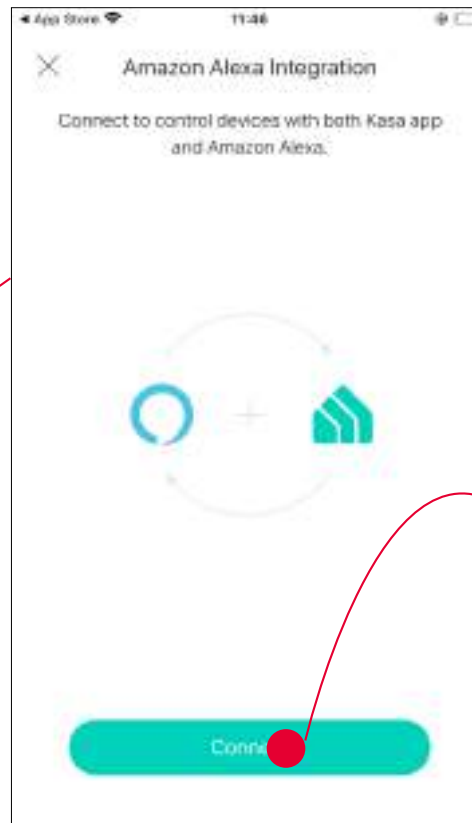 ◀ App Store 11:46
Amazon Alexa Integration
Connect to control devices with both Kasa app
and Amazon Alexa.